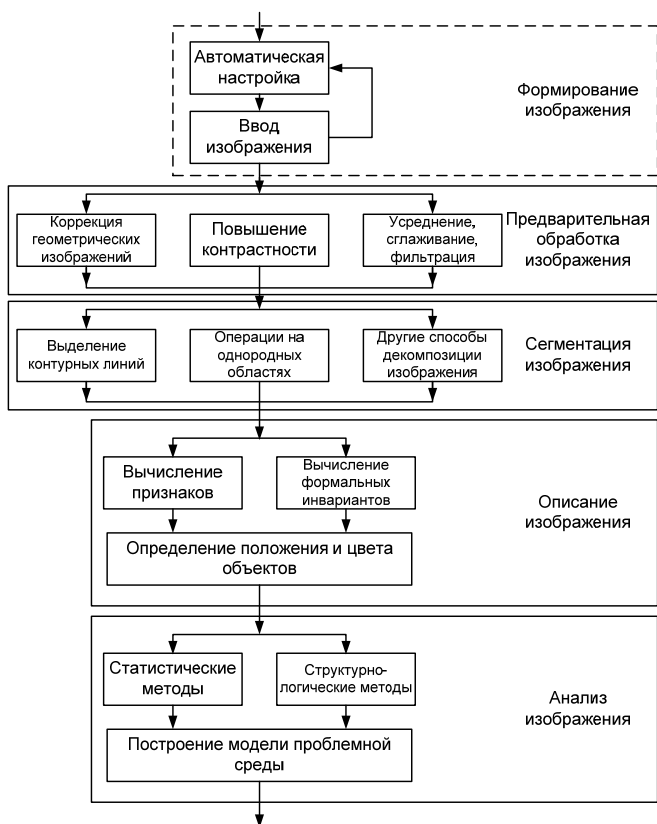 Автоматическая
настройка
Ввод
изображения
Формирование
изображения
Коррекция
геометрических
изображений
Повышение
контрастности
Усреднение,
сглаживание,
фильтрация
Предварительная
обработка
изображения
Выделение
контурных линий
Операции на
однородных
областях
Другие способы
декомпозиции
изображения
Сегментация
изображения
Вычисление
признаков
Вычисление
формальных
инвариантов
Определение положения и цвета
объектов
Описание
изображения
Статистические
методы
Структурно-
логические методы
Построение модели проблемной
среды
Анализ
изображения